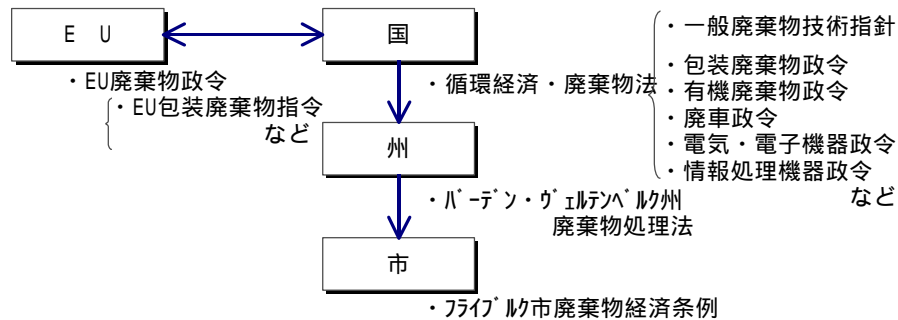 EU
国
・EU廃棄物政令
・EU包装廃棄物指令
など
・循環経済・廃棄物法
・一般廃棄物技術指針
・包装廃棄物政令
・有機廃棄物政令
・廃車政令
・電気・電子機器政令
・情報処理機器政令
など
州
・ﾊﾞｰﾃﾞﾝ・ｳﾞｪﾙﾃﾝﾍﾞﾙｸ州
廃棄物処理法
市
・ﾌﾗｲﾌﾞﾙｸ市廃棄物経済条例